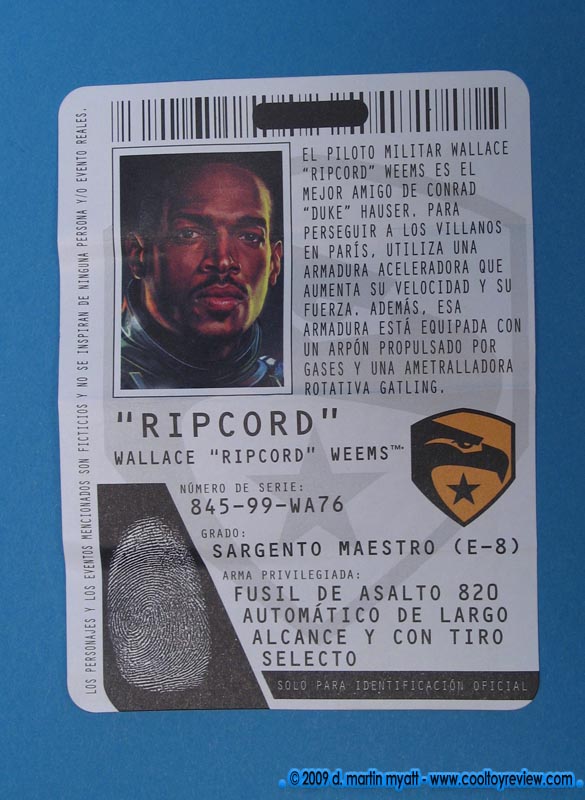 EL PILOTO MILITAR WALLACE
"RIPCORD" WEEMS ES EL
MEJOR AMIGO DE CONRAD
"DUKE" HAUSER. PARA
PERSEGUIR A LOS VILLANOS
EN PARÍS, UTILIZA UNA
ARMADURA ACELERADORA QUE
AUMENTA SU VELOCIDAD Y SU
FUERZA. ADEMÁS, ESA
ARMADURA ESTÁ EQUIPADA CON
UN ARPÓN PROPULSADO POR
GASES Y UNA AMETRALLADORA
ROTATIVA GATLING.
"RIPCORD"
WALLACE "RIPCORD" WEEMS™
NÚMERO DE SERIE:
845-99-WA76
GRADO:
SARGENTO MAESTRO (E-8)
ARMA PRIVILEGIADA:
FUSIL DE ASALTO 820
AUTOMÁTICO DE LARGO
ALCANCE Y CON TIRO
SELECTO
SOLO PARA IDENTIFICACIÓN OFICIAL
LOS PERSONAJES Y LOS EVENTOS MENCIONADOS SON FICTICIOS Y NO SE INSPIRAN DE NINGUNA PERSONA Y/O EVENTO REALES.
© 2009 d. martin myatt - www.cooltoyreview.com